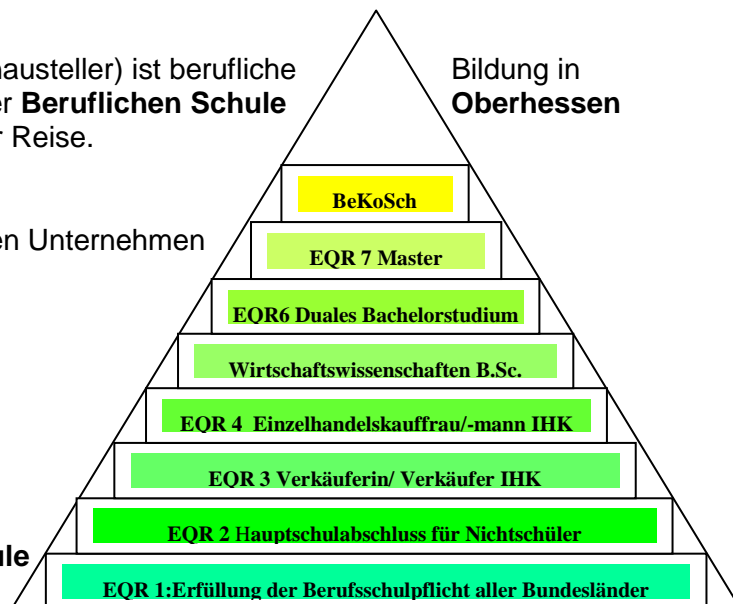 hausteller) ist berufliche Bildung in
er Beruflichen Schule Oberhessen
r Reise.
BeKoSch
en Unternehmen
EQR 7 Master
EQR6 Duales Bachelorstudium
Wirtschaftswissenschaften B.Sc.
EQR 4 Einzelhandelskauffrau/-mann IHK
EQR 3 Verkäuferin/ Verkäufer IHK
EQR 2 Hauptschulabschluss für Nichtschüler
ule
EQR 1:Erfüllung der Berufsschulpflicht aller Bundesländer